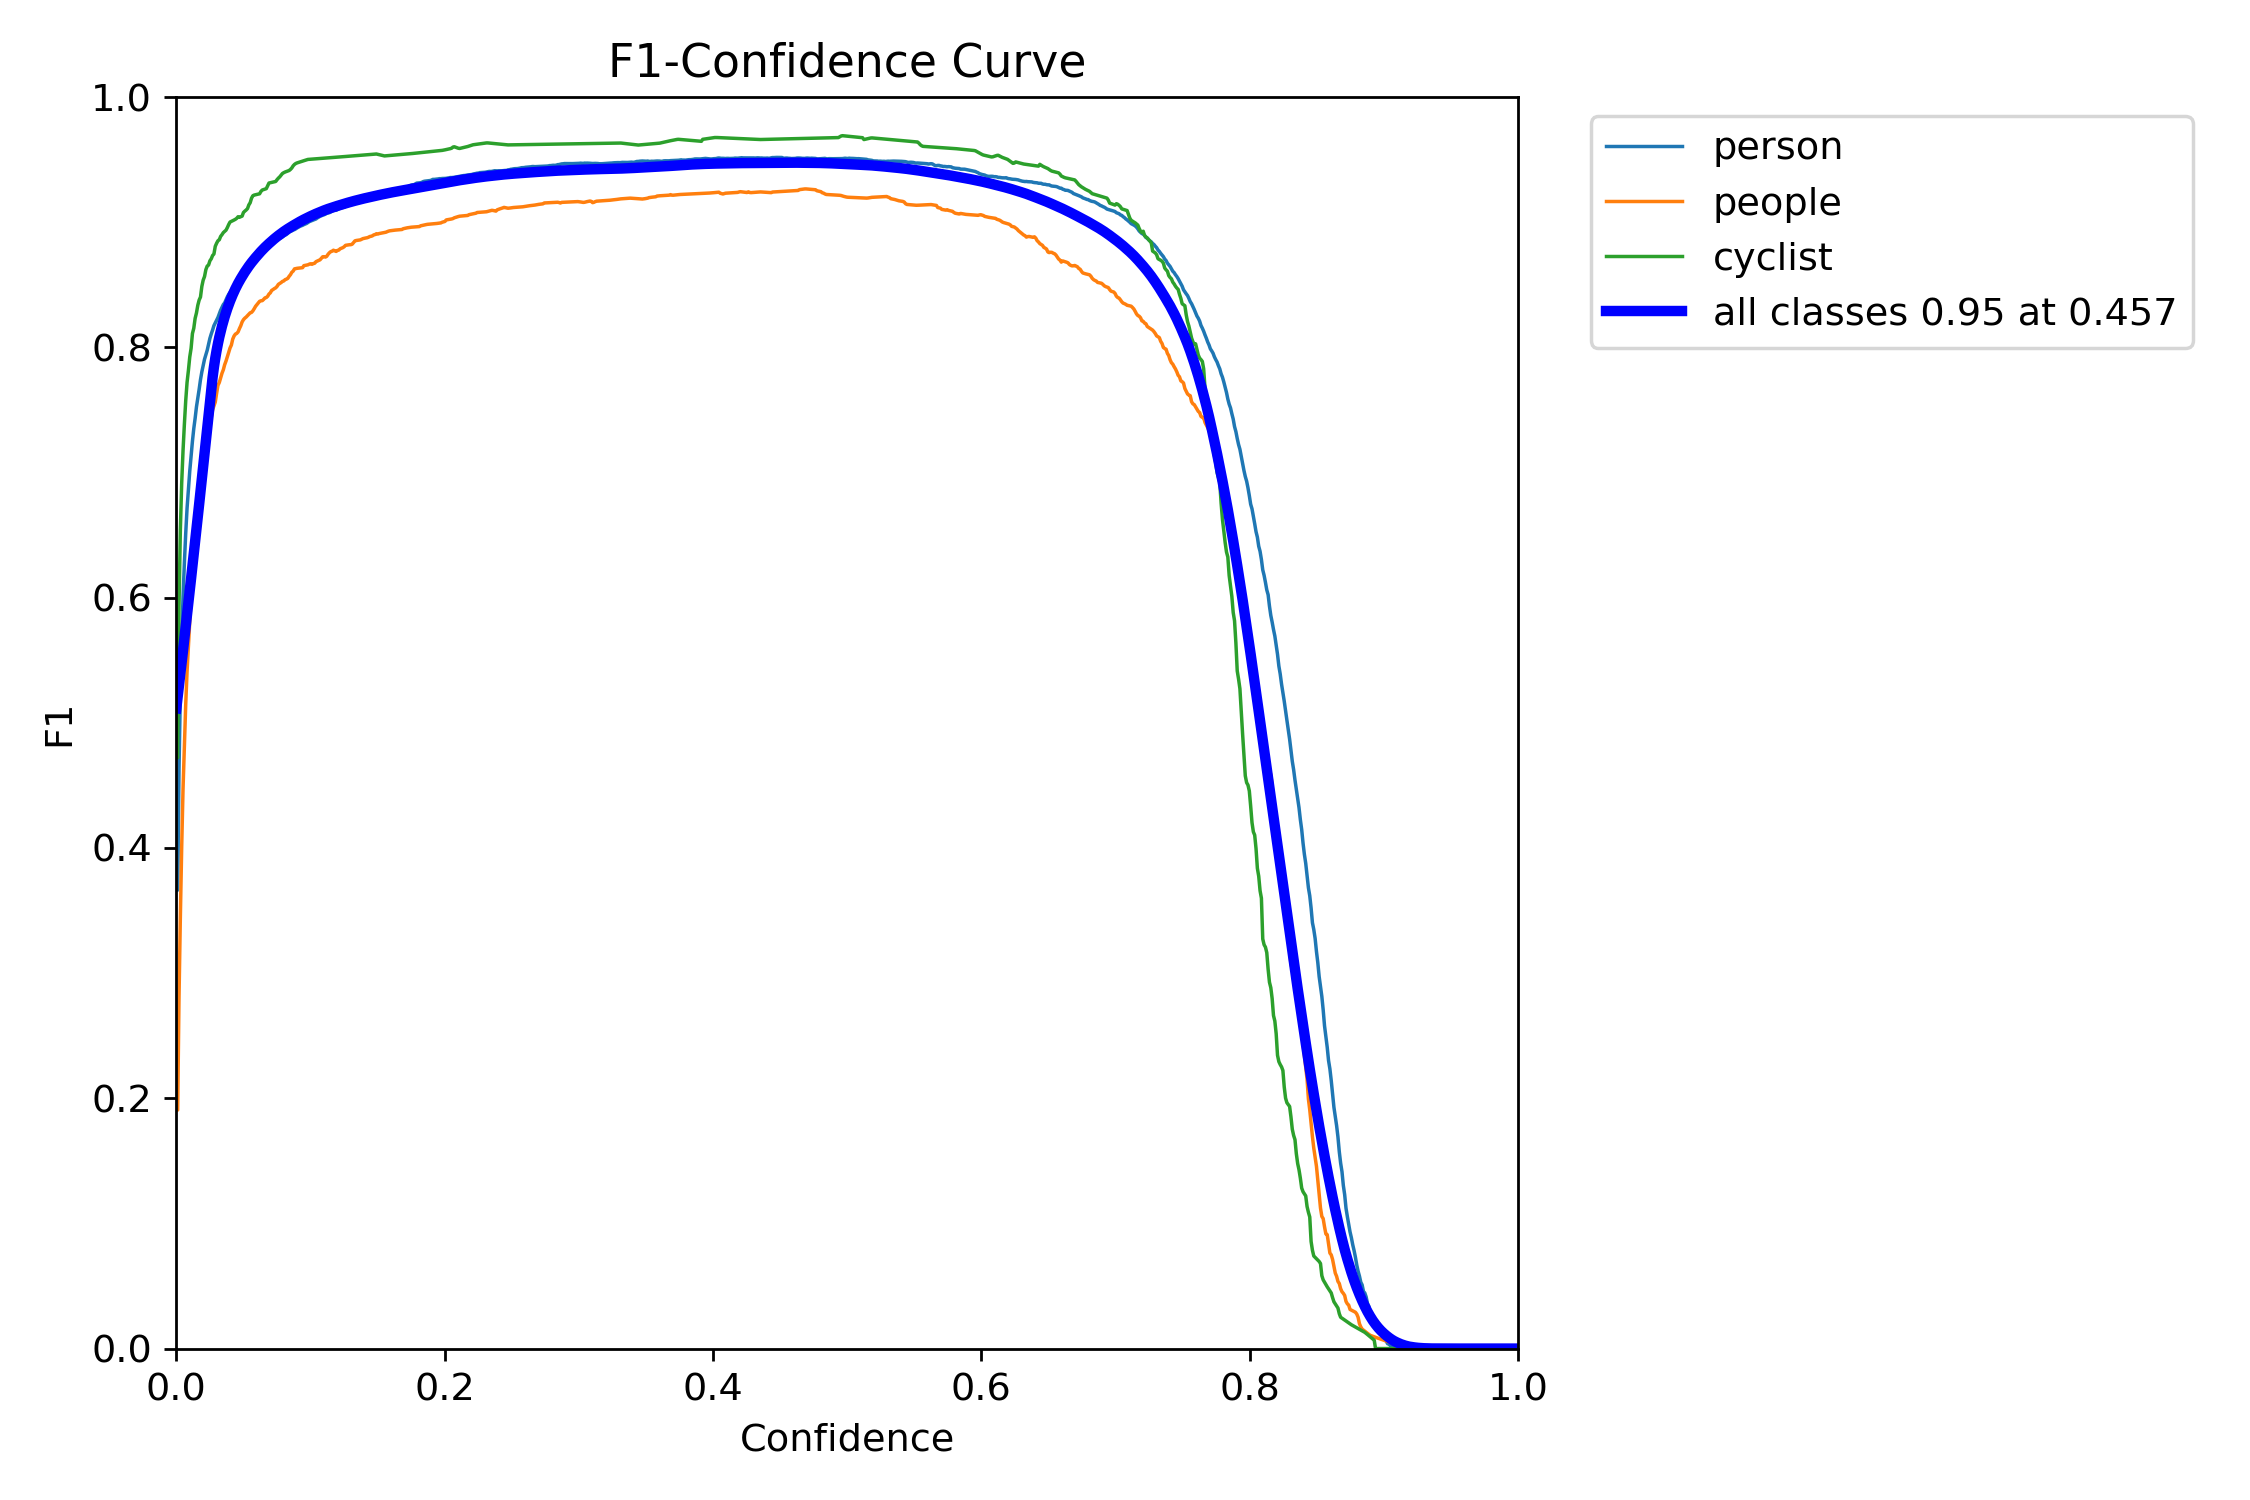 F1-Confidence Curve
1.0
0.8
0.6
0.4
0.2
0.0
F1
0.0 0.2 0.4 0.6 0.8 1.0
Confidence
person
people
cyclist
all classes 0.95 at 0.457